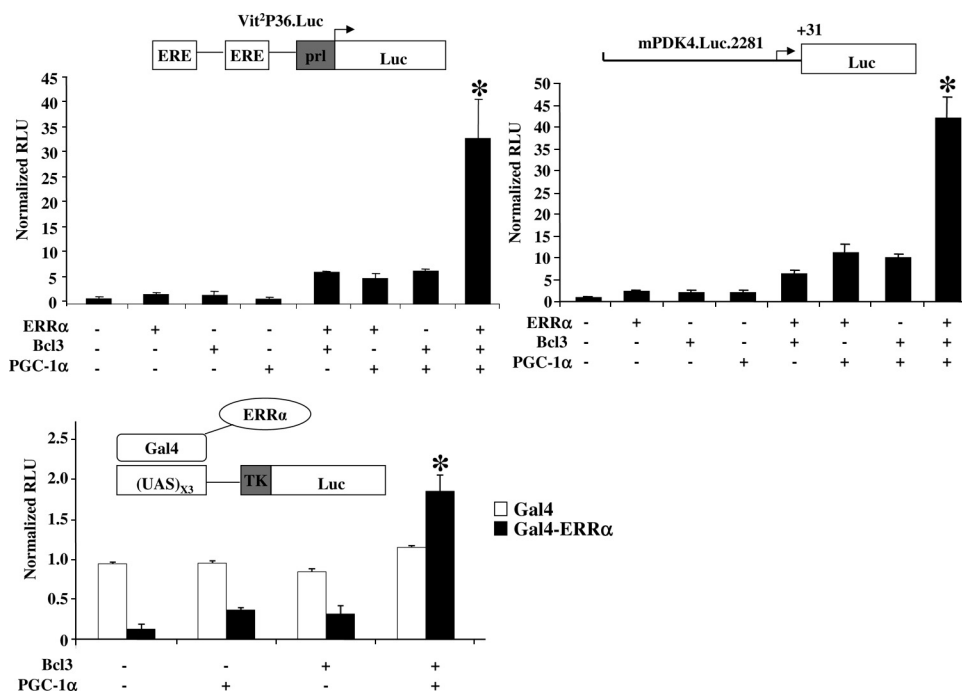 Vit²P36.Luc
ERE ERE prl Luc
Normalized RLU
45
40
35
30
25
20
15
10
5
0
ERRα - + - - + + - +
Bcl3 - - + - + - + +
PGC-1α - - - + - + + +
*
+31
mPDK4.Luc.2281
Luc
Normalized RLU
50
45
40
35
30
25
20
15
10
5
0
ERRα - + - - + + - +
Bcl3 - - + - + - + +
PGC-1α - - - + - + + +
*
ERRα
Gal4
(UAS)X3 TK Luc
Normalized RLU
2.5
2.0
1.5
1.0
0.5
0
*
Gal4
Gal4-ERRα
Bcl3 - - + +
PGC-1α - + - +